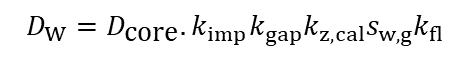 D_W = D_core. k_imp k_gap k_z,cal s_w,g k_fl